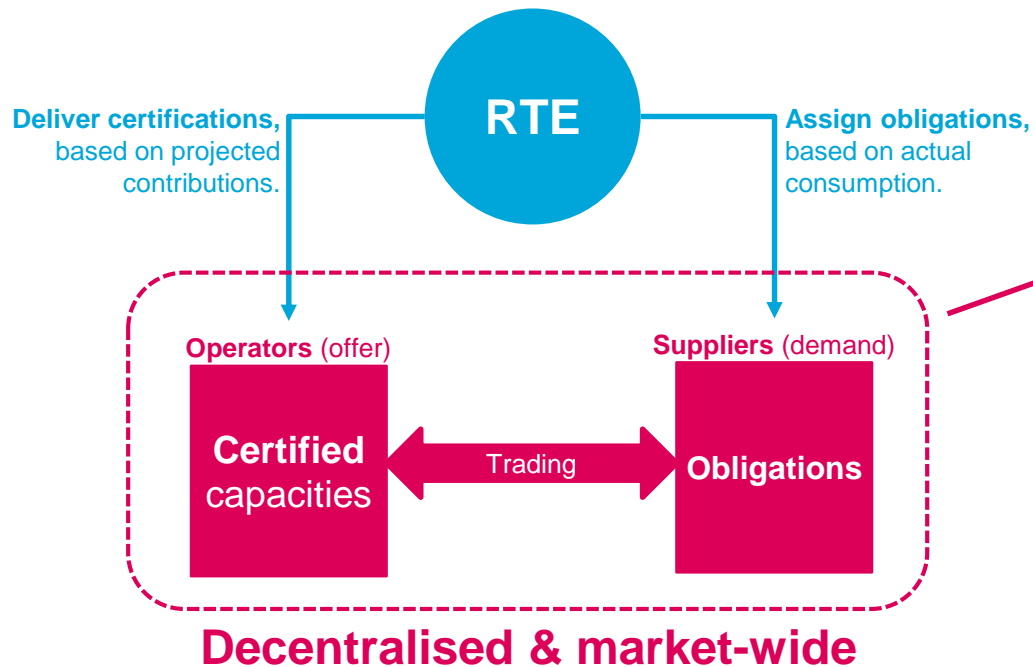 RTE
Deliver certifications,
based on projected
contributions.
Assign obligations,
based on actual
consumption.
Operators (offer)
Suppliers (demand)
Certified
capacities
Trading
Obligations
Decentralised & market-wide